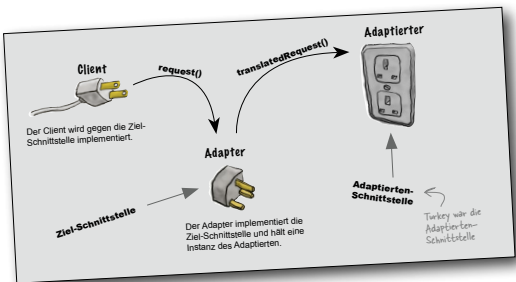 Client
request()
translatedRequest()
Adaptierter
Der Client wird gegen die Ziel-
Schnittstelle implementiert.
Adapter
Ziel-Schnittstelle
Der Adapter implementiert die
Ziel-Schnittstelle und hält eine
Instanz des Adaptierten.
Adaptierten-
Schnittstelle
Turkey war die
Adaptierten-
Schnittstelle